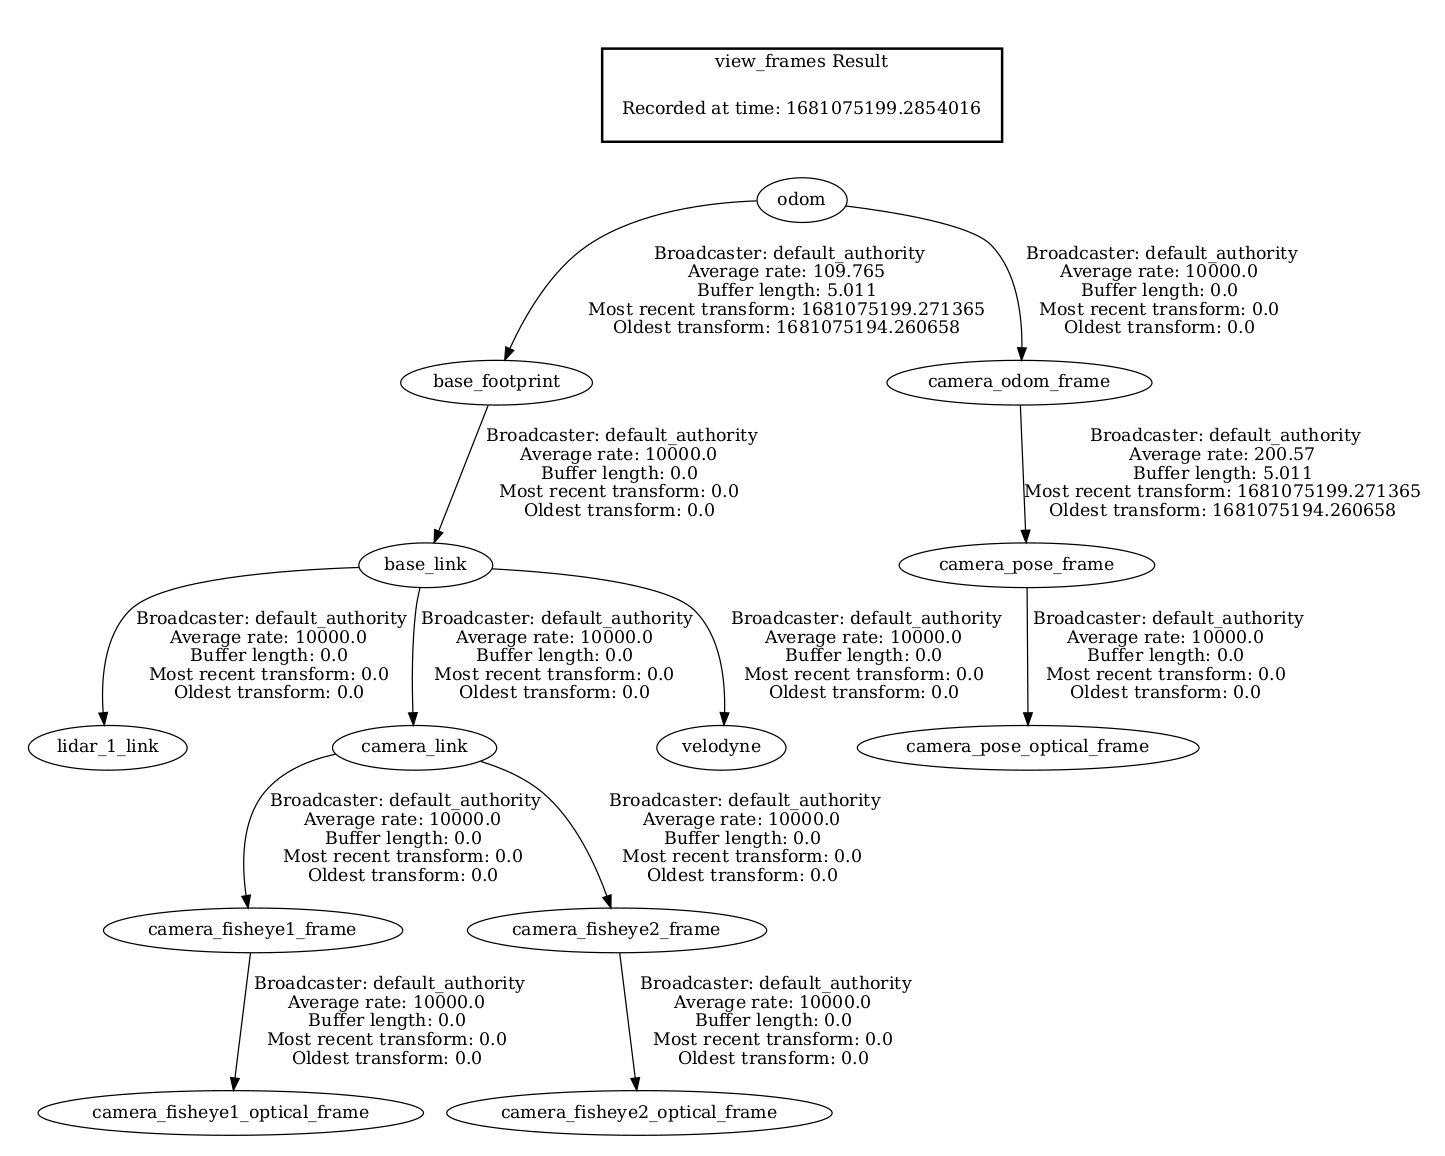 view_frames Result
Recorded at time: 1681075199.2854016
odom
Broadcaster: default_authority
Average rate: 109.765
Buffer length: 5.011
Most recent transform: 1681075199.271365
Oldest transform: 1681075194.260658
Broadcaster: default_authority
Average rate: 10000.0
Buffer length: 0.0
Most recent transform: 0.0
Oldest transform: 0.0
base_footprint
camera_odom_frame
Broadcaster: default_authority
Average rate: 10000.0
Buffer length: 0.0
Most recent transform: 0.0
Oldest transform: 0.0
Broadcaster: default_authority
Average rate: 200.57
Buffer length: 5.011
Most recent transform: 1681075199.271365
Oldest transform: 1681075194.260658
base_link
camera_pose_frame
Broadcaster: default_authority
Average rate: 10000.0
Buffer length: 0.0
Most recent transform: 0.0
Oldest transform: 0.0
Broadcaster: default_authority
Average rate: 10000.0
Buffer length: 0.0
Most recent transform: 0.0
Oldest transform: 0.0
Broadcaster: default_authority
Average rate: 10000.0
Buffer length: 0.0
Most recent transform: 0.0
Oldest transform: 0.0
Broadcaster: default_authority
Average rate: 10000.0
Buffer length: 0.0
Most recent transform: 0.0
Oldest transform: 0.0
lidar_1_link
camera_link
velodyne
camera_pose_optical_frame
Broadcaster: default_authority
Average rate: 10000.0
Buffer length: 0.0
Most recent transform: 0.0
Oldest transform: 0.0
Broadcaster: default_authority
Average rate: 10000.0
Buffer length: 0.0
Most recent transform: 0.0
Oldest transform: 0.0
camera_fisheye1_frame
camera_fisheye2_frame
Broadcaster: default_authority
Average rate: 10000.0
Buffer length: 0.0
Most recent transform: 0.0
Oldest transform: 0.0
Broadcaster: default_authority
Average rate: 10000.0
Buffer length: 0.0
Most recent transform: 0.0
Oldest transform: 0.0
camera_fisheye1_optical_frame
camera_fisheye2_optical_frame